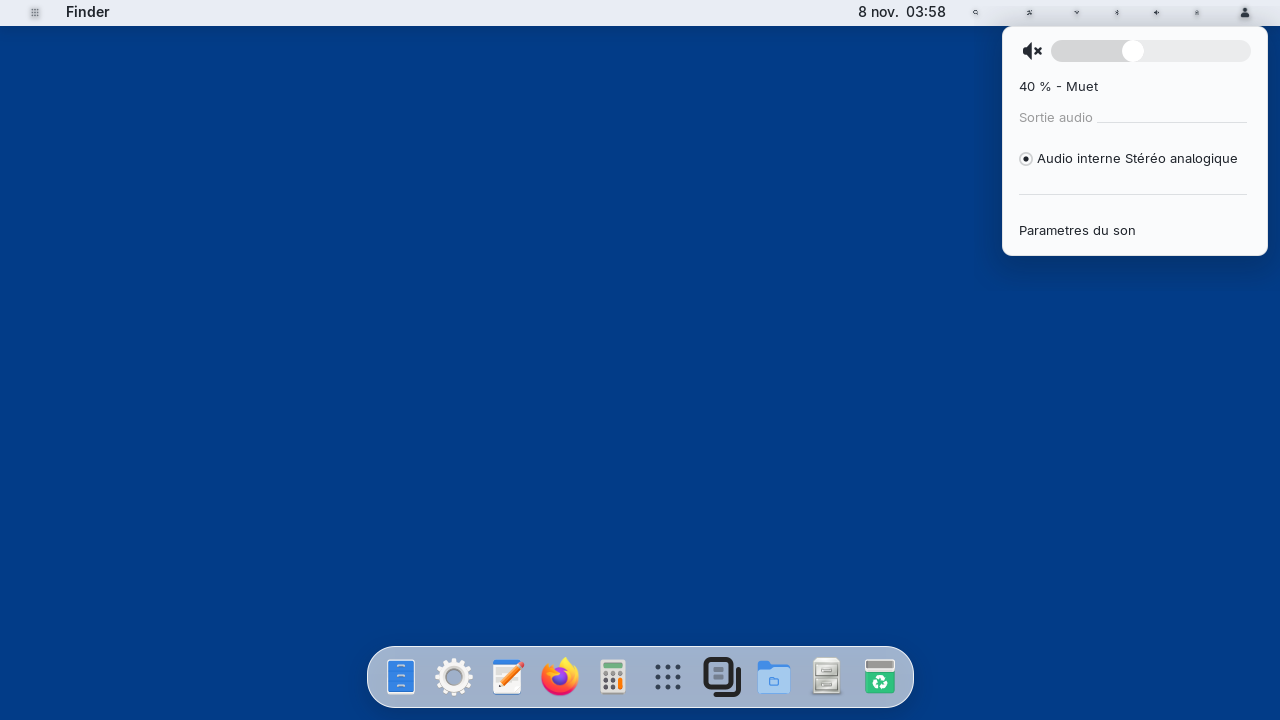 Finder
8 nov. 03:58
40 % - Muet
Sortie audio
Audio interne Stéréo analogique
Parametres du son